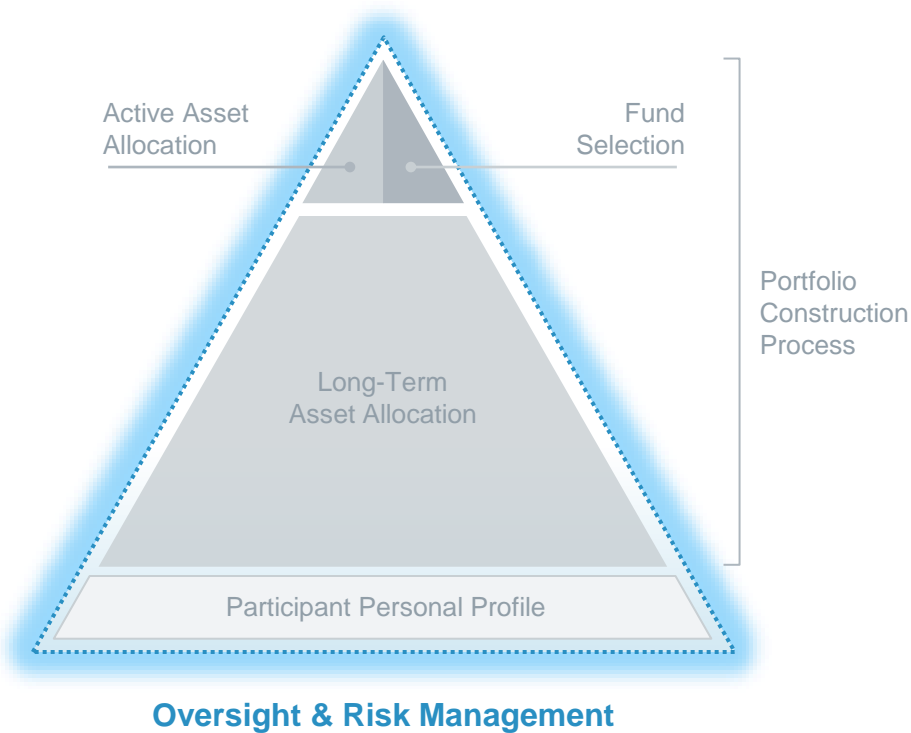 Active Asset
Allocation
Fund
Selection
Portfolio
Construction
Process
Long-Term
Asset Allocation
Participant Personal Profile
Oversight & Risk Management